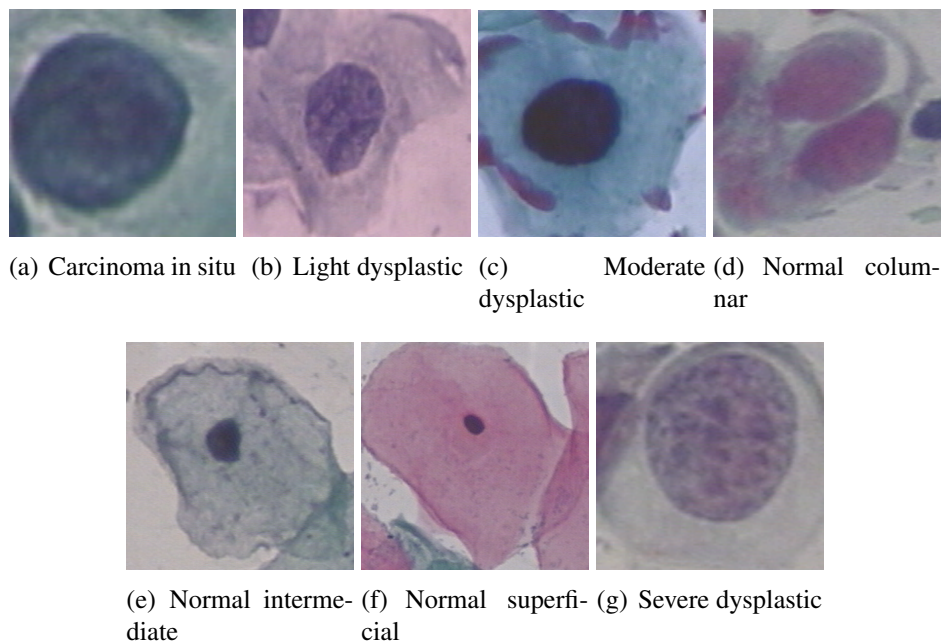 (a) Carcinoma in situ (b) Light dysplastic (c) Moderate dysplastic (d) Normal colum-
nar
(e) Normal interme-
diate
(f) Normal superfi-
cial
(g) Severe dysplastic